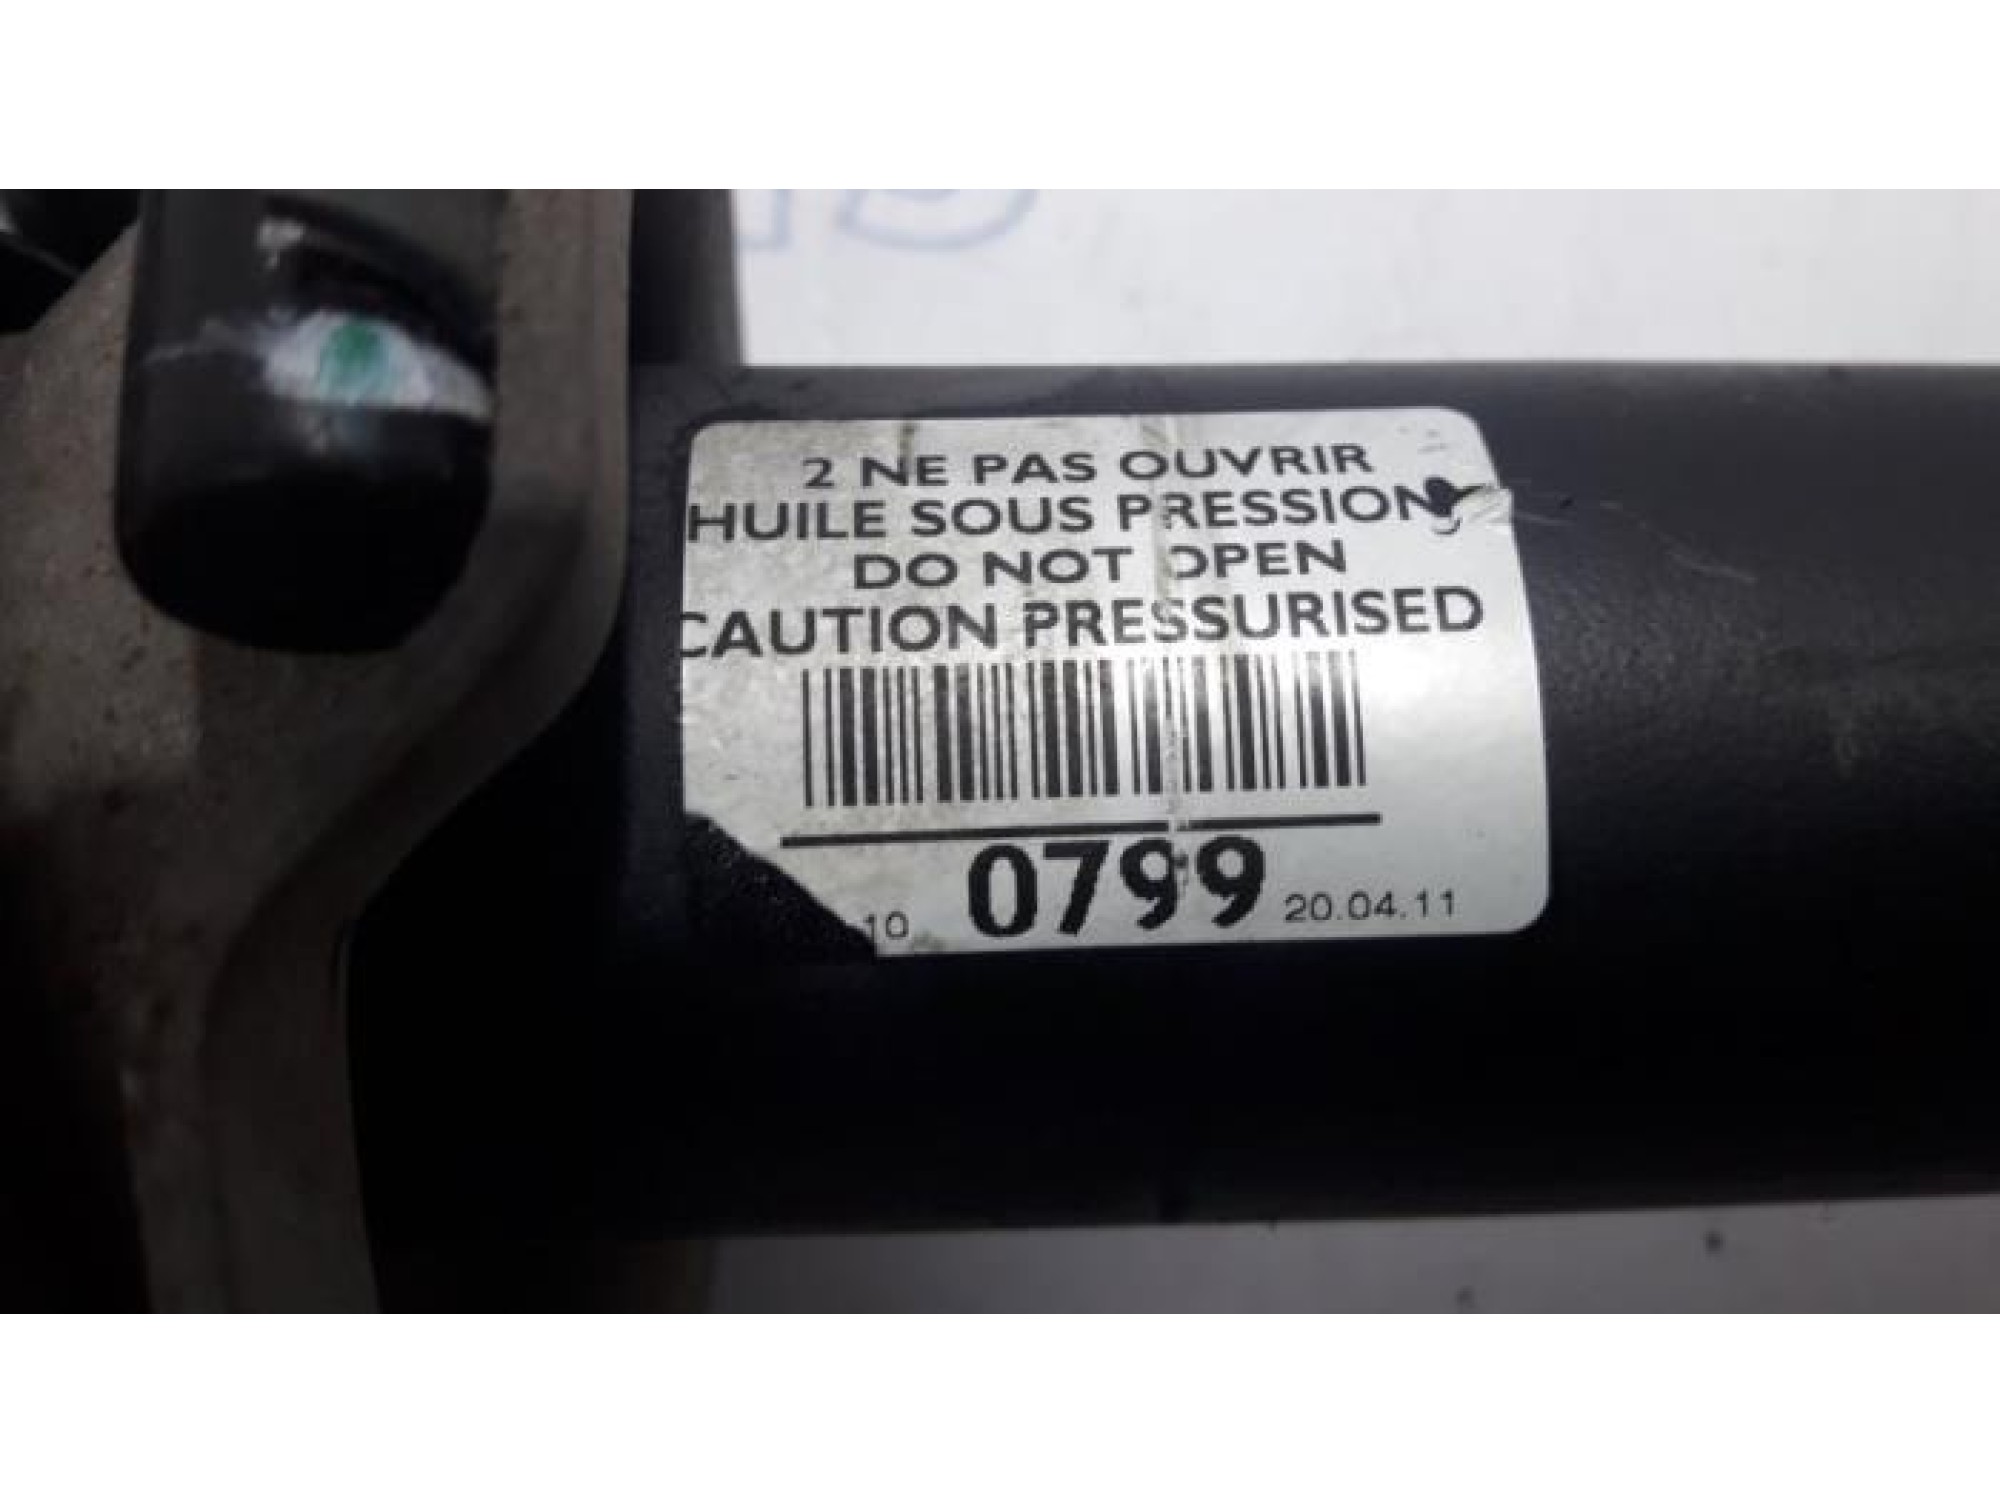 2 NE PAS OUVRIR
HUILE SOUS PRESSION
DO NOT OPEN
CAUTION PRESSURISED
10 0799 20.04.11